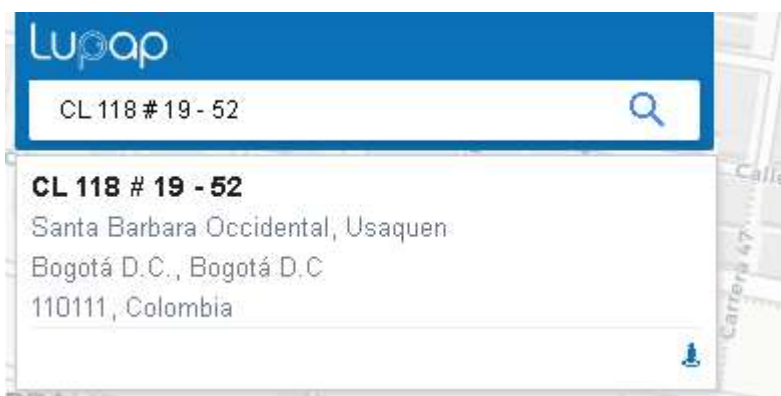 Lupap
CL 118 # 19 - 52
CL 118 # 19 - 52
Santa Barbara Occidental, Usaquen
Bogotá D.C., Bogotá D.C
110111, Colombia
Calle
Carrera 47